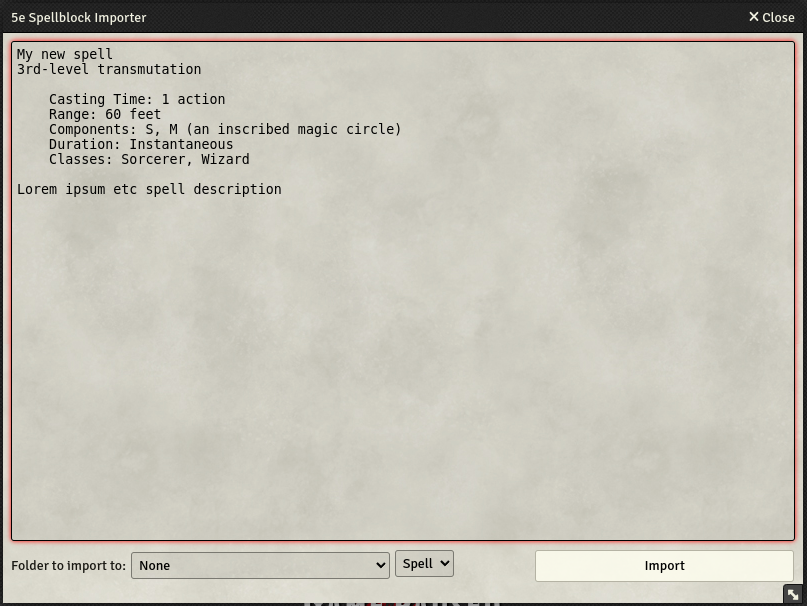 5e Spellblock Importer
Close
My new spell
3rd-level transmutation
Casting Time: 1 action
Range: 60 feet
Components: S, M (an inscribed magic circle)
Duration: Instantaneous
Classes: Sorcerer, Wizard
Lorem ipsum etc spell description
Folder to import to:
None
Spell
Import